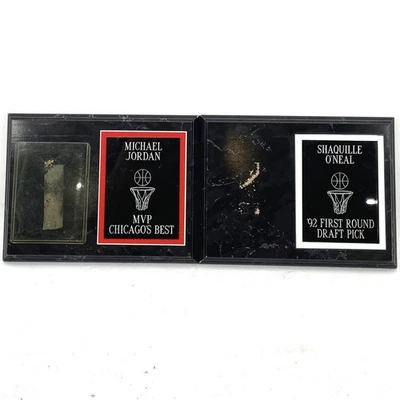 MICHAEL
JORDAN
MVP
CHICAGO'S BEST
SHAQUILLE
O'NEAL
'92 FIRST ROUND
DRAFT PICK